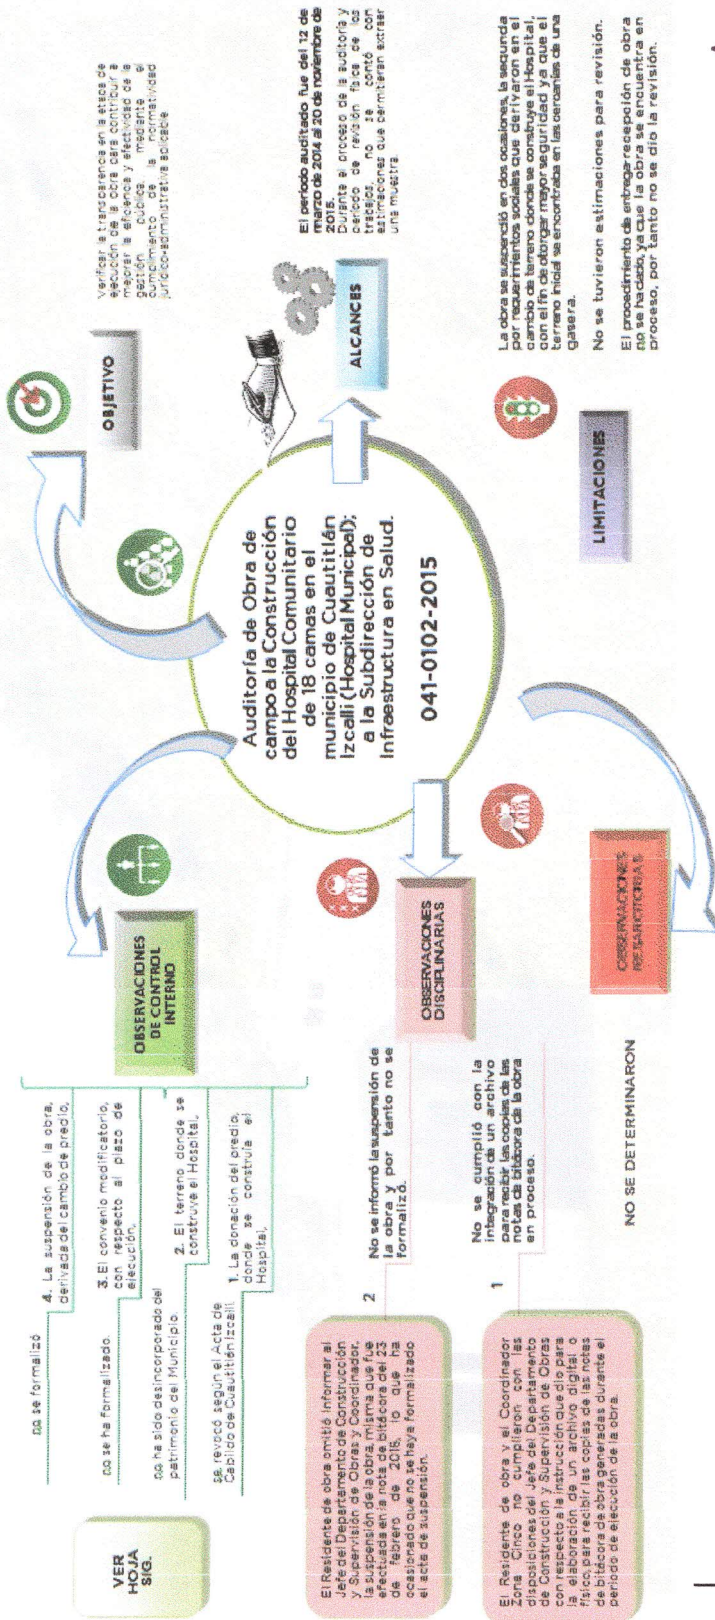 Auditoría de Obra de
campo a la Construcción
del Hospital Comunitario
de 18 camas en el
municipio de Cuautitlán
Izcalli (Hospital Municipal);
a la Subdirección de
Infraestructura en Salud.
041-0102-2015
OBJETIVO
Verificar la transparencia en la etapa de
ejecución de la obra para contribuir a
mejorar la eficiencia y efectividad de la
gestión pública, mediante el
cumplimiento de la normatividad
jurídico-administrativa aplicable
ALCANCES
El periodo auditado fue del 12 de
marzo de 2014 al 20 de noviembre de
2015.
Durante el proceso de la auditoría y
periodo de revisión física de los
trabajos, no se contó con
estimaciones que permitieran extraer
una muestra.
LIMITACIONES
La obra se suspendió en dos ocasiones, la segunda
por requerimientos sociales que derivaron en el
cambio de terreno donde se construye el Hospital,
con el fin de otorgar mayor seguridad ya que el
terreno inicial se encontraba en las cercanías de una
gasera.
No se tuvieron estimaciones para revisión.
El procedimiento de entrega-recepción de obra
no se ha dado, ya que la obra se encuentra en
proceso, por tanto no se dio la revisión.
OBSERVACIONES
DE CONTROL
INTERNO
4. La suspensión de la obra,
derivada del cambio de predio,
no se formalizó
3. El convenio modificatorio,
con respecto al plazo de
ejecución,
no se ha formalizado.
2. El terreno donde se
construye el Hospital,
no ha sido desincorporado del
patrimonio del Municipio.
1. La donación del predio,
donde se construía el
Hospital,
se revocó según el Acta de
Cabildo de Cuautitlán Izcalli.
VER
HOJA
SIG.
OBSERVACIONES
DISCIPLINARIAS
2
No se informó la suspensión de
la obra y por tanto no se
formalizó.
El Residente de obra omitió informar al
Jefe del Departamento de Construcción
y Supervisión de Obras y Coordinador,
la suspensión de la obra, misma que fue
efectuada en la nota de bitácora del 23
de febrero de 2015, lo que ha
ocasionado que no se haya formalizado
el acta de suspensión.
1
No se cumplió con la
integración de un archivo
para recibir las copias de las
notas de bitácora de la obra
en proceso.
El Residente de obra y el Coordinador
Zona Cinco no cumplieron con las
disposiciones del Jefe del Departamento
de Construcción y Supervisión de Obras
con respecto a la instrucción que dio para
la elaboración de un archivo digital o
físico, para recibir las copias de las notas
de bitácora de obra generadas durante el
periodo de ejecución de la obra.
OBSERVACIONES
RESARCITORIAS
NO SE DETERMINARON